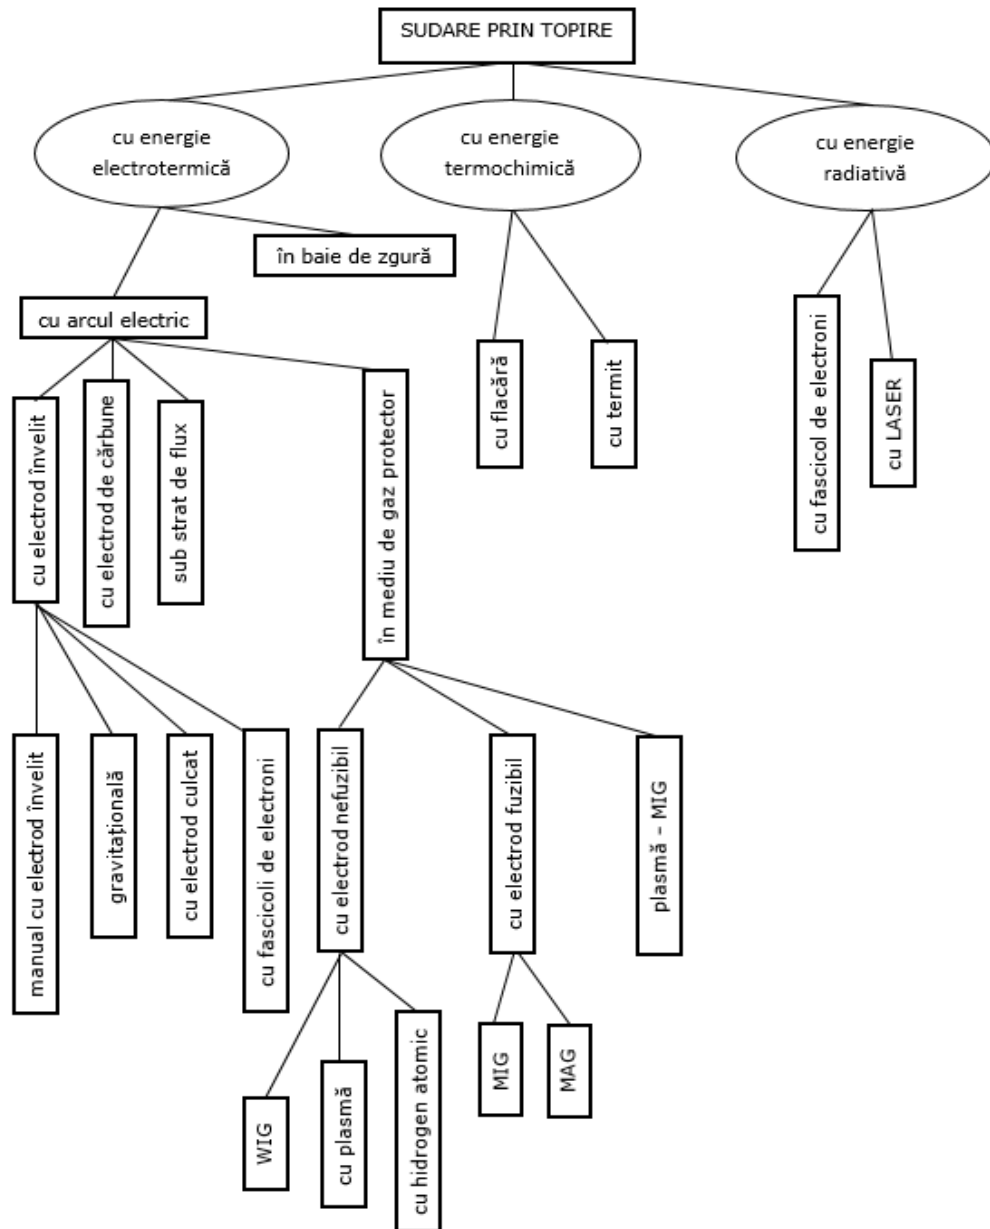 SUDARE PRIN TOPIRE
cu energie
electrotermică
cu energie
termochimică
cu energie
radiativă
în baie de zgură
cu arcul electric
cu electrod învelit
cu electrod de cărbune
sub strat de flux
în mediu de gaz protector
cu flacără
cu termit
cu fascicol de electroni
cu LASER
manual cu electrod învelit
gravitațională
cu electrod culcat
cu fascicoli de electroni
cu electrod nefuzibil
cu electrod fuzibil
plasmă – MIG
WIG
cu plasmă
cu hidrogen atomic
MIG
MAG